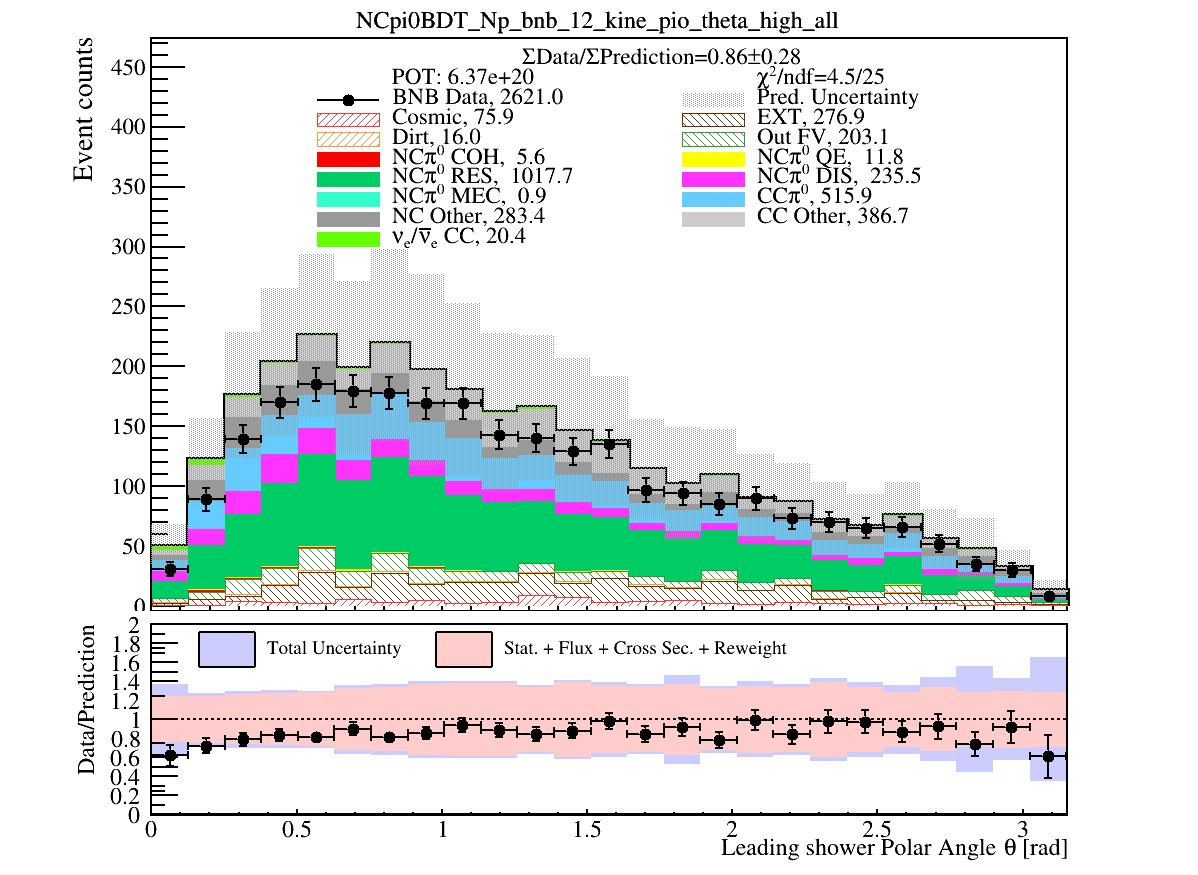 NCpi0BDT_Np_bnb_12_kine_pio_theta_high_all
ΣData/ΣPrediction=0.86±0.28
POT: 6.37e+20
χ²/ndf=4.5/25
BNB Data, 2621.0
Pred. Uncertainty
Cosmic, 75.9
EXT, 276.9
Dirt, 16.0
Out FV, 203.1
NCπ⁰ COH, 5.6
NCπ⁰ QE, 11.8
NCπ⁰ RES, 1017.7
NCπ⁰ DIS, 235.5
NCπ⁰ MEC, 0.9
CCπ⁰, 515.9
NC Other, 283.4
CC Other, 386.7
νₑ/ν̅ₑ CC, 20.4
Event counts
450
400
350
300
250
200
150
100
50
0
Total Uncertainty
Stat. + Flux + Cross Sec. + Reweight
Data/Prediction
2
1.8
1.6
1.4
1.2
1
0.8
0.6
0.4
0.2
0
0 0.5 1 1.5 2 2.5 3
Leading shower Polar Angle θ [rad]